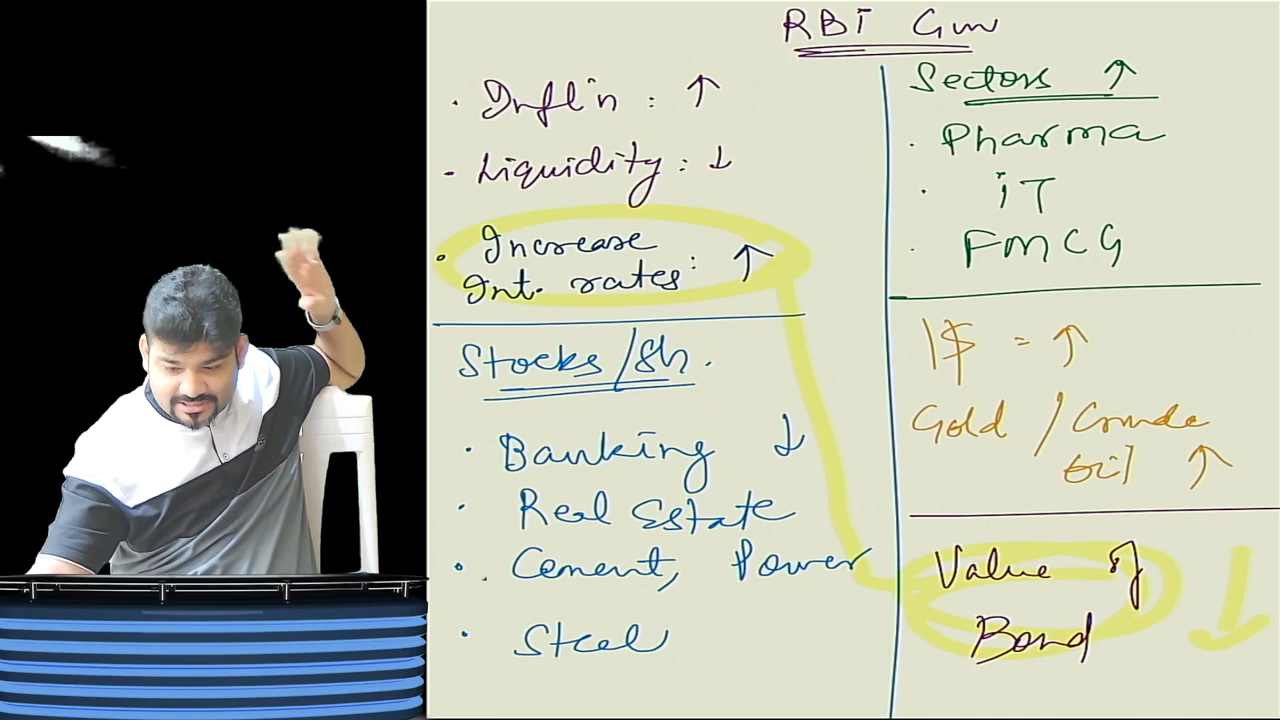 RBI Gov
· Inflⁿ : ↑
- Liquidity : ↓
· Increase
Int. rates : ↑
Stocks/Sh.
· Banking ↓
· Real Estate
· Cement, Power
· Steel
Sectors ↑
· Pharma
· iT
· FMCG
1$ = ↑
Gold / Crude
Oil ↑
Value of
Bond ↓